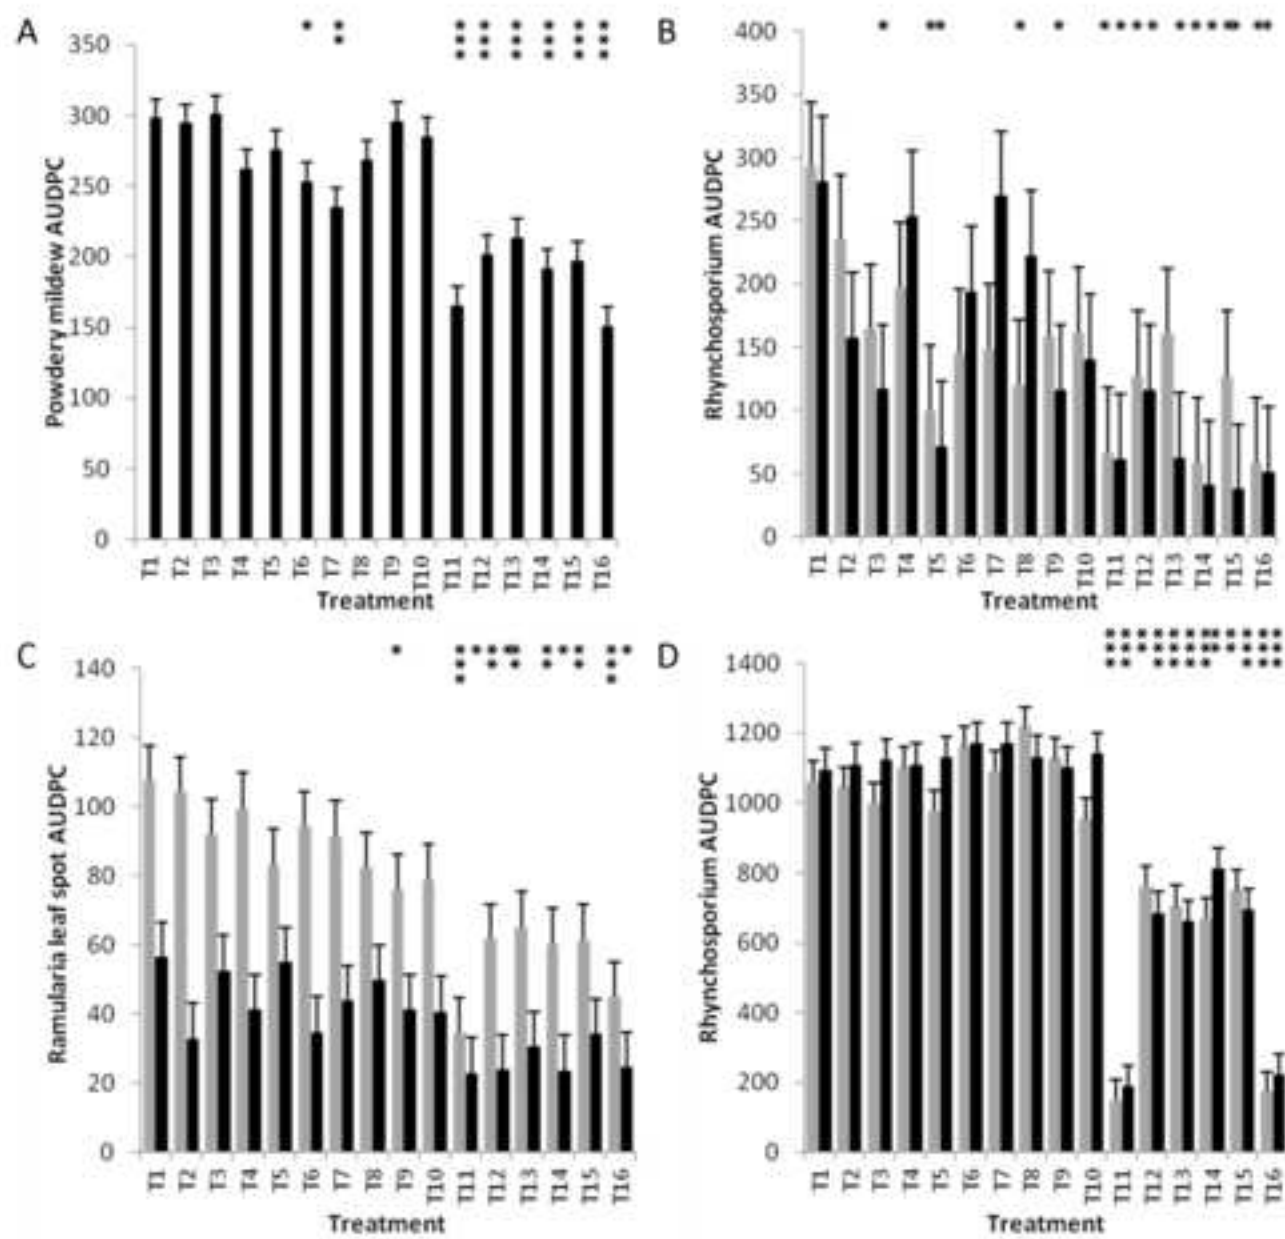 A
Powdery mildew AUDPC
350
300
250
200
150
100
50
0
* ** *** *** *** *** *** ***
T1 T2 T3 T4 T5 T6 T7 T8 T9 T10 T11 T12 T13 T14 T15 T16
Treatment
B
Rhynchosporium AUDPC
400
350
300
250
200
150
100
50
0
T1 T2 T3 T4 T5 T6 T7 T8 T9 T10 T11 T12 T13 T14 T15 T16
Treatment
C
Ramularia leaf spot AUDPC
140
120
100
80
60
40
20
0
T1 T2 T3 T4 T5 T6 T7 T8 T9 T10 T11 T12 T13 T14 T15 T16
Treatment
D
Rhynchosporium AUDPC
1400
1200
1000
800
600
400
200
0
T1 T2 T3 T4 T5 T6 T7 T8 T9 T10 T11 T12 T13 T14 T15 T16
Treatment